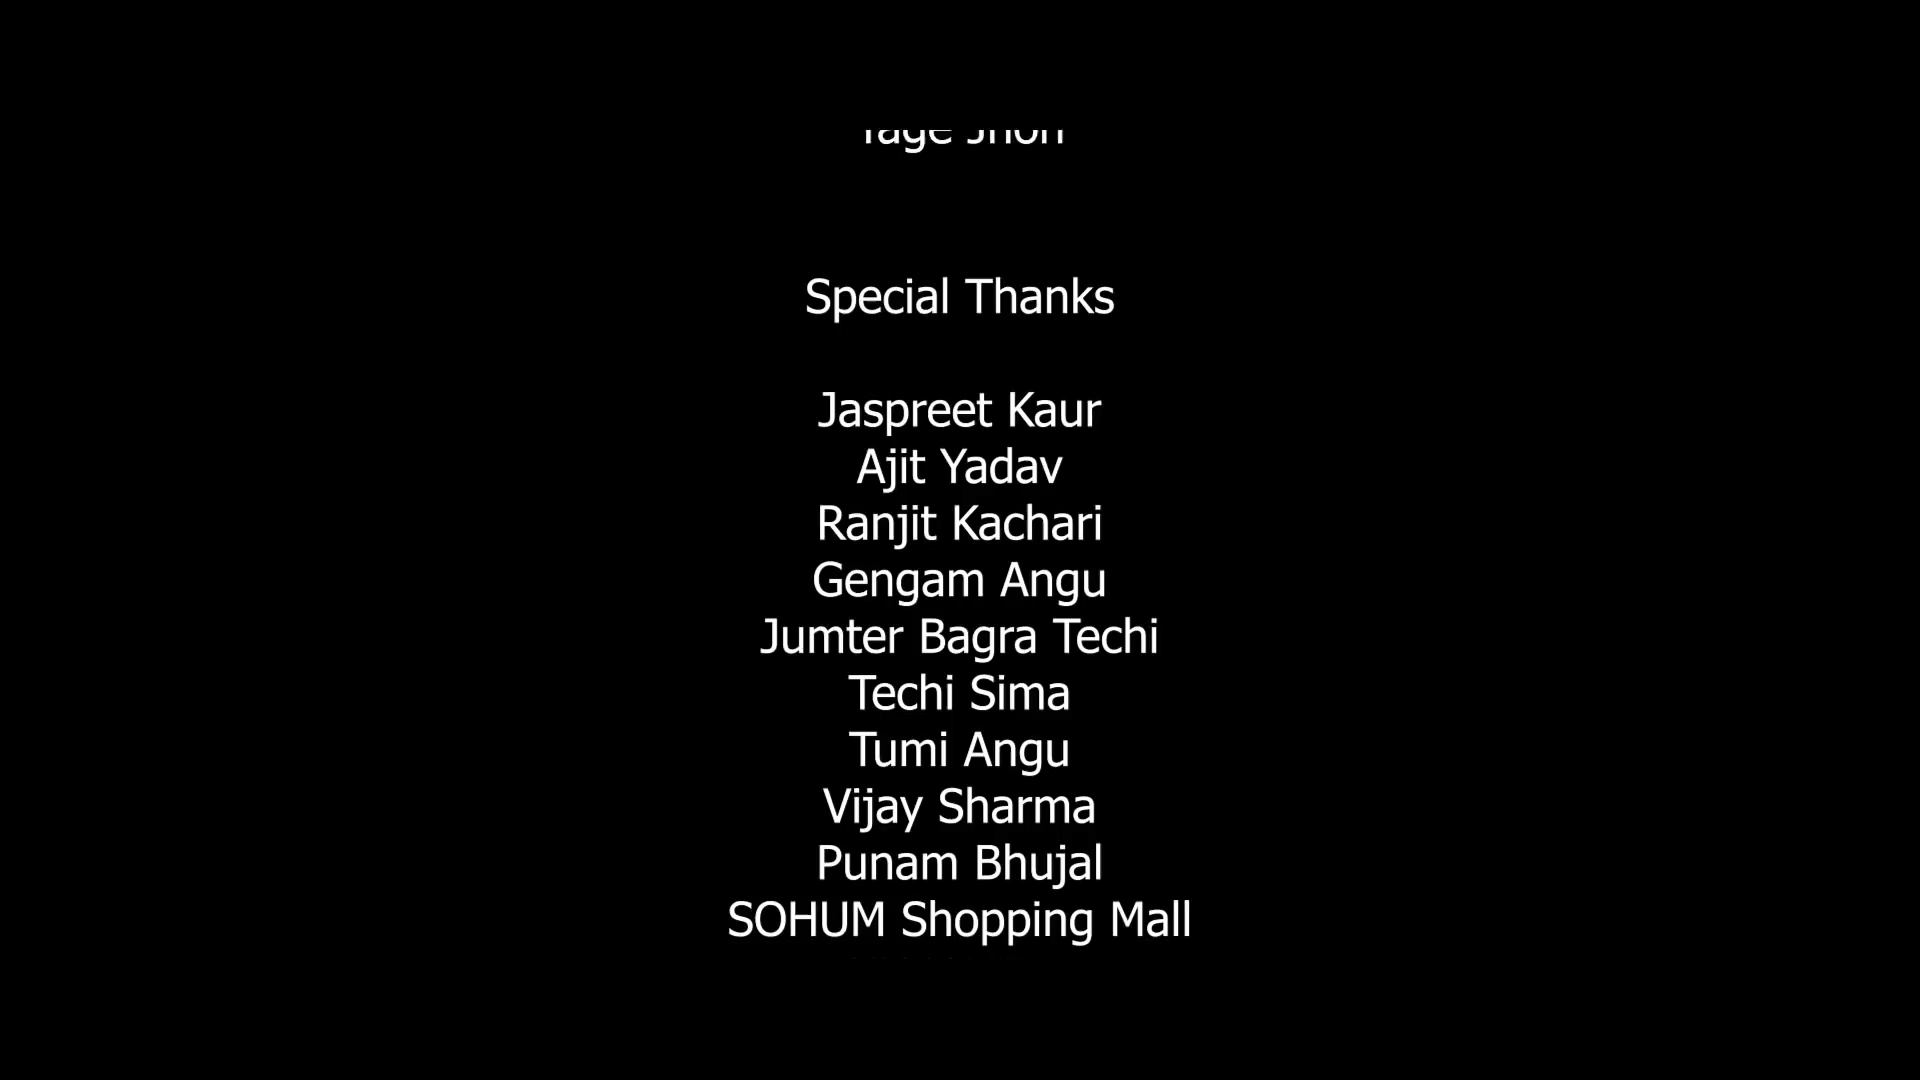 Special Thanks
Jaspreet Kaur
Ajit Yadav
Ranjit Kachari
Gengam Angu
Jumter Bagra Techi
Techi Sima
Tumi Angu
Vijay Sharma
Punam Bhujal
SOHUM Shopping Mall